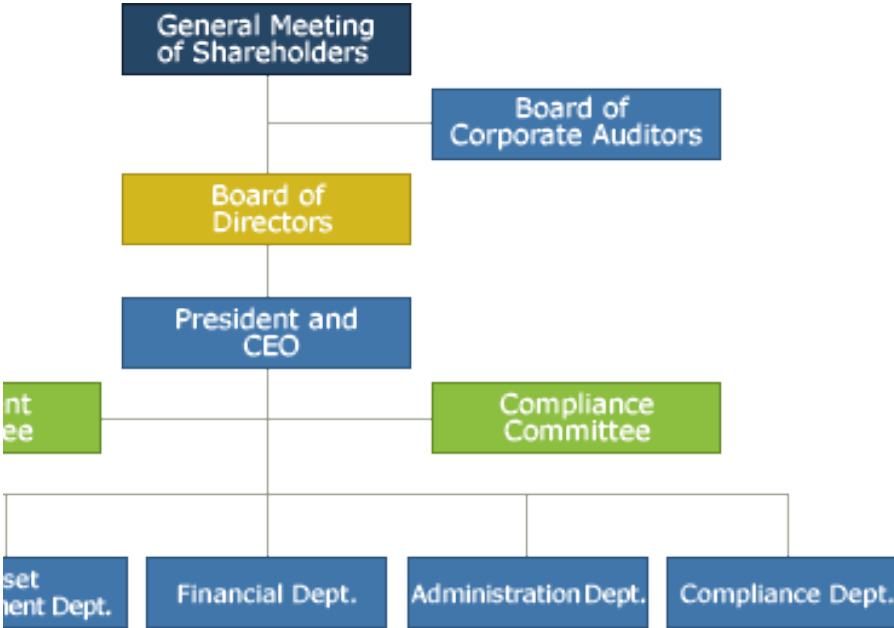 General Meeting
of Shareholders
Board of
Corporate Auditors
Board of
Directors
President and
CEO
Compliance
Committee
Financial Dept.
Administration Dept.
Compliance Dept.
Dept.